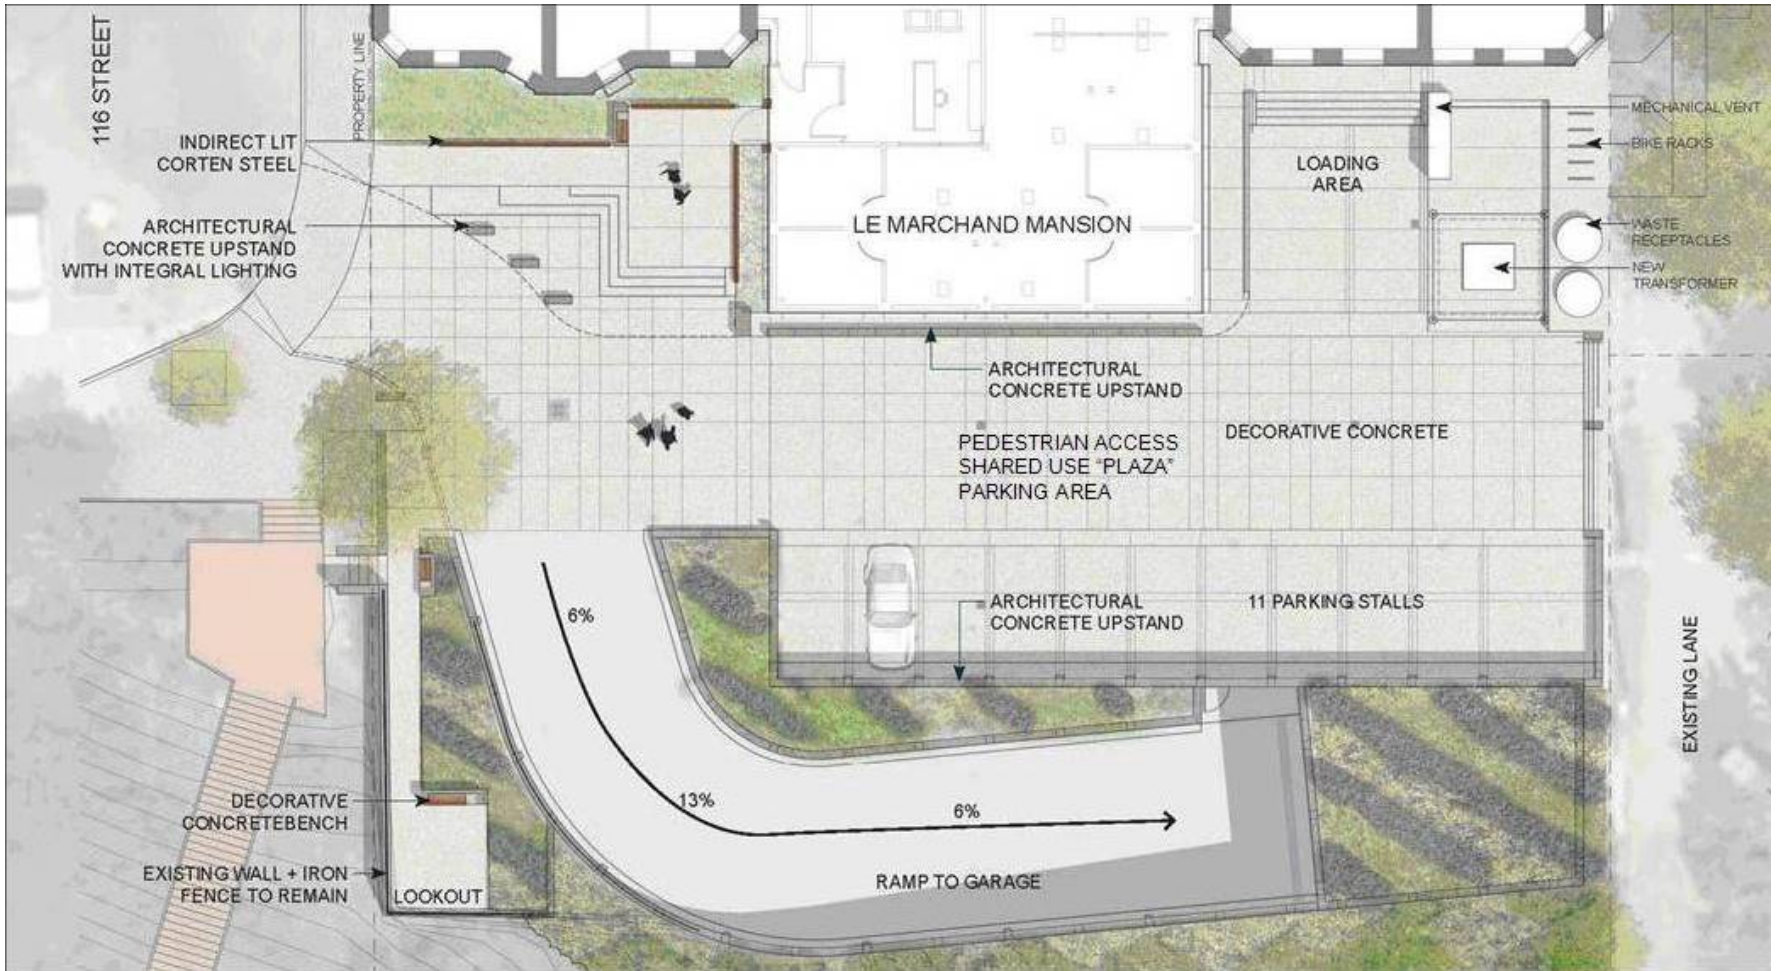 116 STREET
PROPERTY LINE
INDIRECT LIT
CORTEN STEEL
ARCHITECTURAL
CONCRETE UPSTAND
WITH INTEGRAL LIGHTING
LE MARCHAND MANSION
LOADING
AREA
MECHANICAL VENT
BIKE RACKS
WASTE
RECEPTACLES
NEW
TRANSFORMER
ARCHITECTURAL
CONCRETE UPSTAND
DECORATIVE CONCRETE
PEDESTRIAN ACCESS
SHARED USE "PLAZA"
PARKING AREA
6%
ARCHITECTURAL
CONCRETE UPSTAND
11 PARKING STALLS
EXISTING LANE
13%
6%
DECORATIVE
CONCRETEBENCH
EXISTING WALL + IRON
FENCE TO REMAIN
LOOKOUT
RAMP TO GARAGE